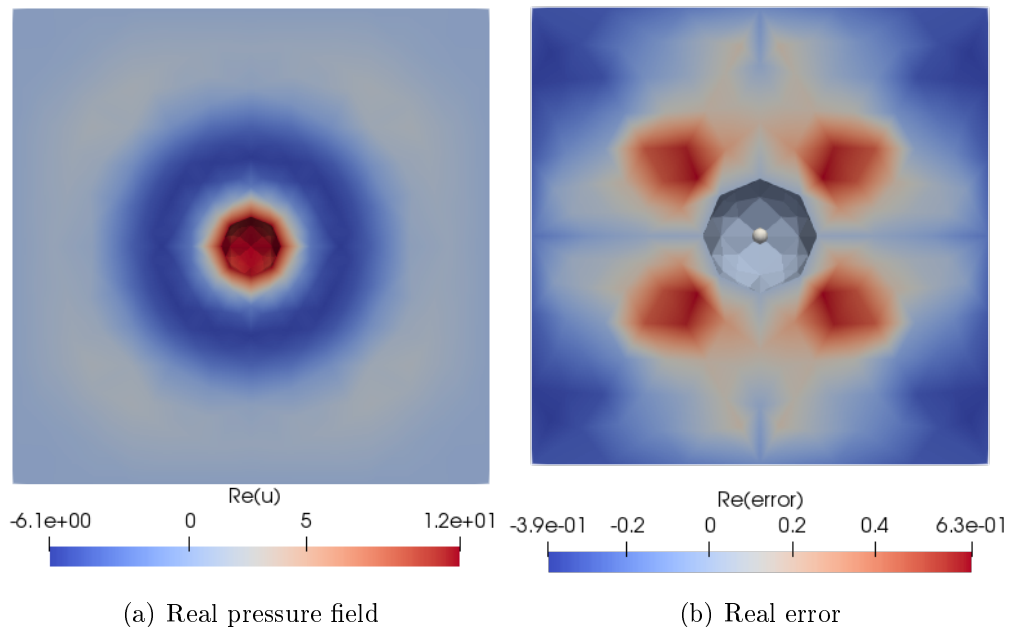 Re(u)
-6.1e+00 0 5 1.2e+01
Re(error)
-3.9e-01 -0.2 0 0.2 0.4 6.3e-01
(a) Real pressure field
(b) Real error